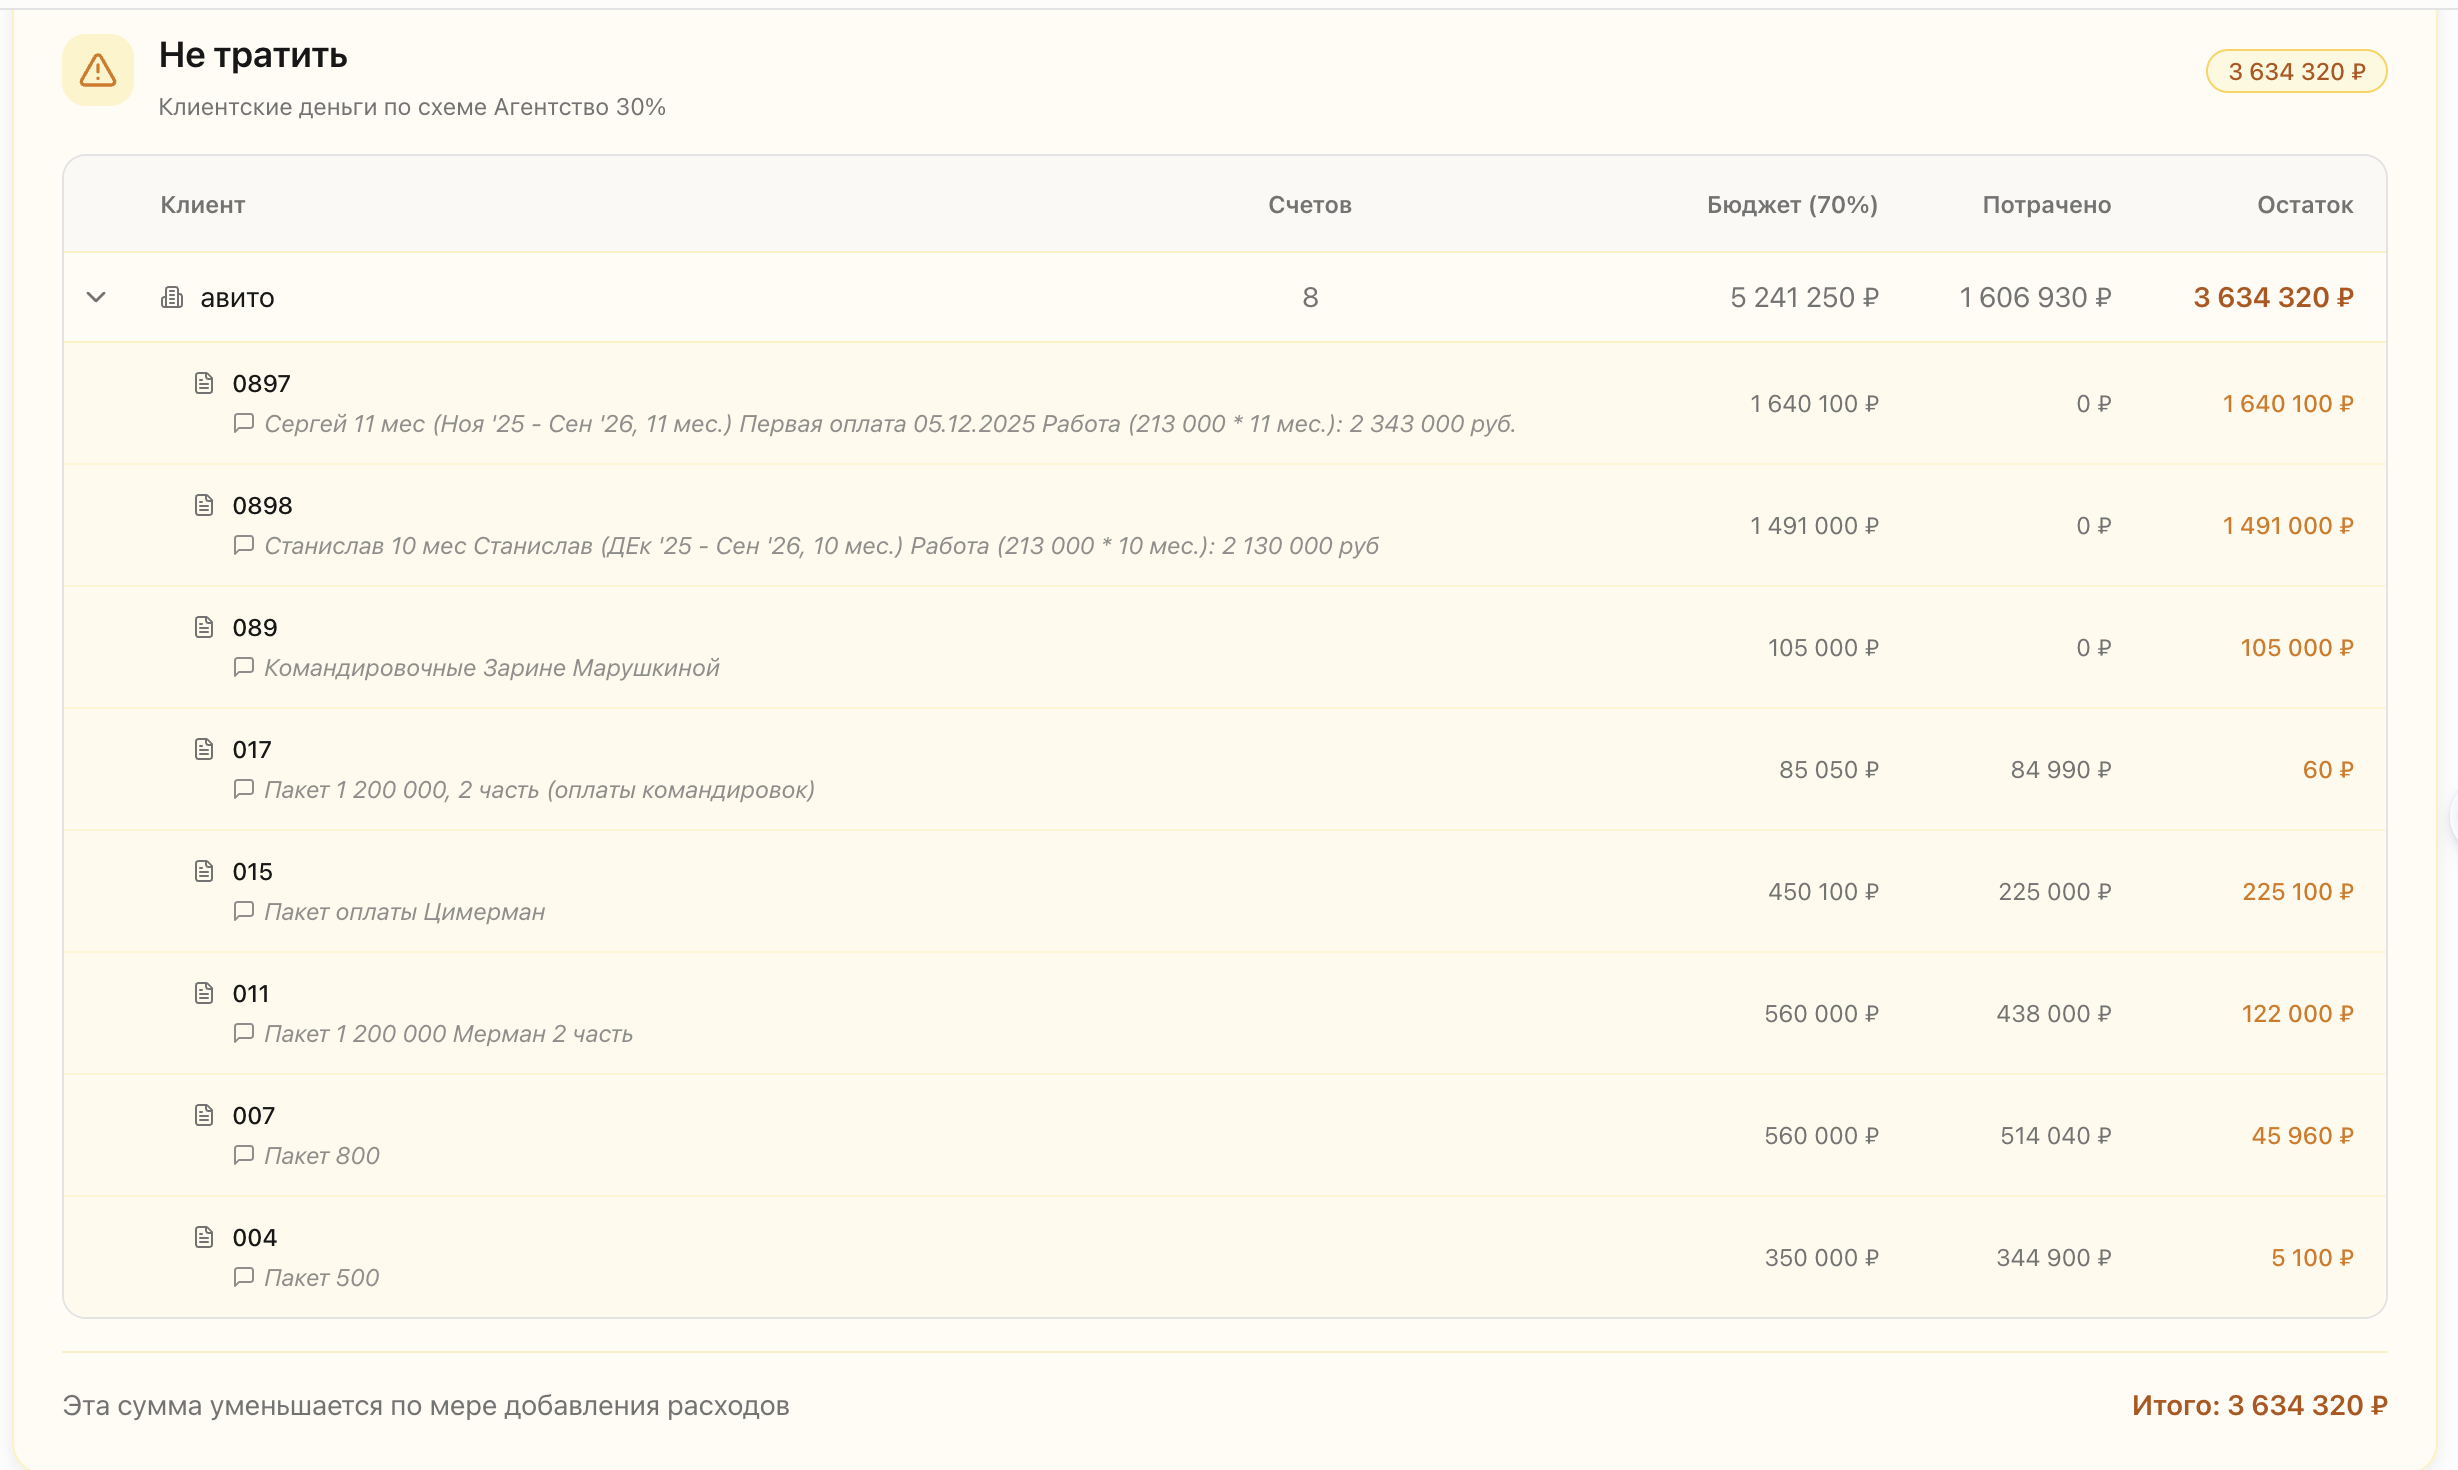 Не тратить
3 634 320 ₽
Клиентские деньги по схеме Агентство 30%
Клиент Счетов Бюджет (70%) Потрачено Остаток
авито 8 5 241 250 ₽ 1 606 930 ₽ 3 634 320 ₽
0897
Сергей 11 мес (Ноя '25 - Сен '26, 11 мес.) Первая оплата 05.12.2025 Работа (213 000 * 11 мес.): 2 343 000 руб.
1 640 100 ₽ 0 ₽ 1 640 100 ₽
0898
Станислав 10 мес Станислав (ДЕк '25 - Сен '26, 10 мес.) Работа (213 000 * 10 мес.): 2 130 000 руб
1 491 000 ₽ 0 ₽ 1 491 000 ₽
089
Командировочные Зарине Марушкиной
105 000 ₽ 0 ₽ 105 000 ₽
017
Пакет 1 200 000, 2 часть (оплаты командировок)
85 050 ₽ 84 990 ₽ 60 ₽
015
Пакет оплаты Цимерман
450 100 ₽ 225 000 ₽ 225 100 ₽
011
Пакет 1 200 000 Мерман 2 часть
560 000 ₽ 438 000 ₽ 122 000 ₽
007
Пакет 800
560 000 ₽ 514 040 ₽ 45 960 ₽
004
Пакет 500
350 000 ₽ 344 900 ₽ 5 100 ₽
Эта сумма уменьшается по мере добавления расходов
Итого: 3 634 320 ₽